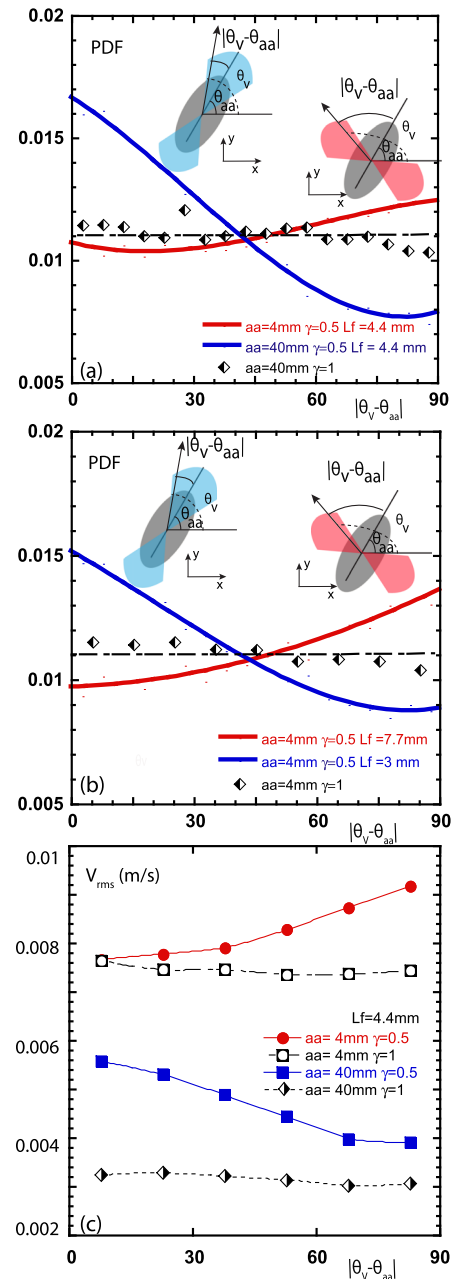 0.02
PDF
|θV-θaa|
θv
θaa
y
x
|θV-θaa|
θv
θaa
y
x
0.015
0.01
aa=4mm γ=0.5 Lf =4.4 mm
aa=40mm γ=0.5 Lf = 4.4 mm
aa=40mm γ=1
(a)
0.005
0 30 60 |θV-θaa| 90
0.02
PDF
|θV-θaa|
θv
θaa
y
x
|θV-θaa|
θv
θaa
y
x
0.015
0.01
aa=4mm γ=0.5 Lf =7.7mm
aa=4mm γ=0.5 Lf =3 mm
aa=4mm γ=1
(b)
0.005
0 30 60 |θV-θaa| 90
0.01
Vrms (m/s)
0.008
Lf=4.4mm
aa= 4mm γ=0.5
0.006
aa= 4mm γ=1
aa= 40mm γ=0.5
aa= 40mm γ=1
0.004
0.002
(c)
0 30 60 |θV-θaa| 90